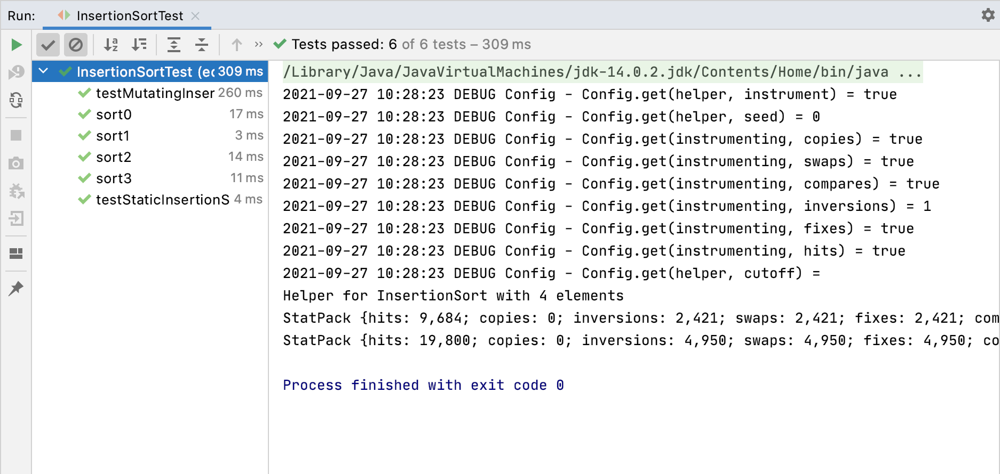 Run: InsertionSortTest
Tests passed: 6 of 6 tests – 309 ms
InsertionSortTest (ec 309 ms
testMutatingInser 260 ms
sort0 17 ms
sort1 3 ms
sort2 14 ms
sort3 11 ms
testStaticInsertionS 4 ms
/Library/Java/JavaVirtualMachines/jdk-14.0.2.jdk/Contents/Home/bin/java ...
2021-09-27 10:28:23 DEBUG Config - Config.get(helper, instrument) = true
2021-09-27 10:28:23 DEBUG Config - Config.get(helper, seed) = 0
2021-09-27 10:28:23 DEBUG Config - Config.get(instrumenting, copies) = true
2021-09-27 10:28:23 DEBUG Config - Config.get(instrumenting, swaps) = true
2021-09-27 10:28:23 DEBUG Config - Config.get(instrumenting, compares) = true
2021-09-27 10:28:23 DEBUG Config - Config.get(instrumenting, inversions) = 1
2021-09-27 10:28:23 DEBUG Config - Config.get(instrumenting, fixes) = true
2021-09-27 10:28:23 DEBUG Config - Config.get(instrumenting, hits) = true
2021-09-27 10:28:23 DEBUG Config - Config.get(helper, cutoff) =
Helper for InsertionSort with 4 elements
StatPack {hits: 9,684; copies: 0; inversions: 2,421; swaps: 2,421; fixes: 2,421; com
StatPack {hits: 19,800; copies: 0; inversions: 4,950; swaps: 4,950; fixes: 4,950; co
Process finished with exit code 0